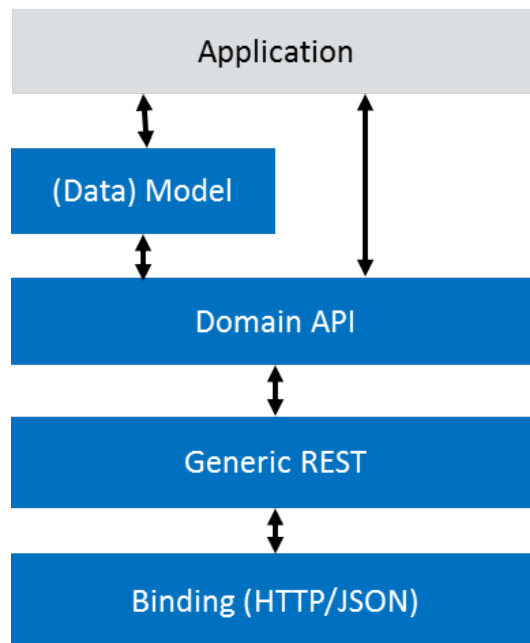 Application
(Data) Model
Domain API
Generic REST
Binding (HTTP/JSON)